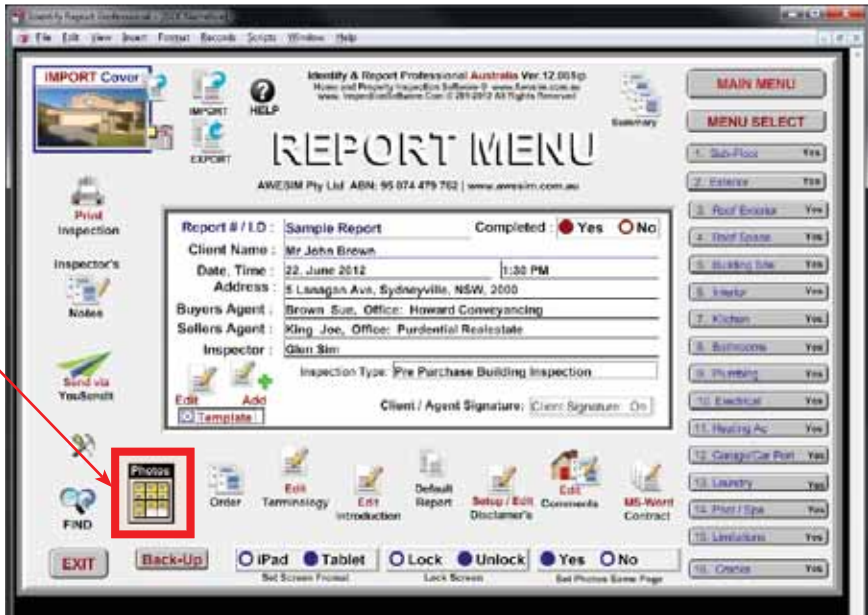 File Edit View Insert Format Records Scripts Window Help
IMPORT Cover
IMPORT
EXPORT
HELP
Identify & Report Professional Australia
Home and Property Inspection Software
All Rights Reserved
Summary
REPORT MENU
AWESIM Pty Ltd ABN: 95 074 479 762 | www.awesim.com.au
MAIN MENU
MENU SELECT
1. Sub-Floor Yes
2. Exterior Yes
3. Roof Exterior Yes
4. Roof Space Yes
5. Building Site Yes
6. Interior Yes
7. Kitchen Yes
8. Bathrooms Yes
9. Plumbing Yes
10. Electrical Yes
11. Heating Ac Yes
12. Garage/Car Port Yes
13. Laundry Yes
14. Pool / Spa Yes
15. Limitations Yes
16. Cracks Yes
Print
Inspection
Inspector's
Notes
Send via
YouSendIt
FIND
EXIT
Report # / I.D : Sample Report Completed : Yes No
Client Name : Mr John Brown
Date, Time : 22, June 2012 1:30 PM
Address : 5 Lanagan Ave, Sydneyville, NSW, 2000
Buyers Agent : Brown Sue, Office: Howard Conveyancing
Sellers Agent : King Joe, Office: Purdential Realestate
Inspector : Glen Sim
Inspection Type: Pre Purchase Building Inspection
Edit Add
Template
Client / Agent Signature: Client Signature On
Photos
Order
Edit
Terminology
Edit
Introduction
Default
Report
Setup / Edit
Disclamer's
Edit
Comments
MS-Word
Contract
Back-Up
iPad Tablet
Set Screen Format
Lock Unlock
Lock Screen
Yes No
Set Photos Same Page